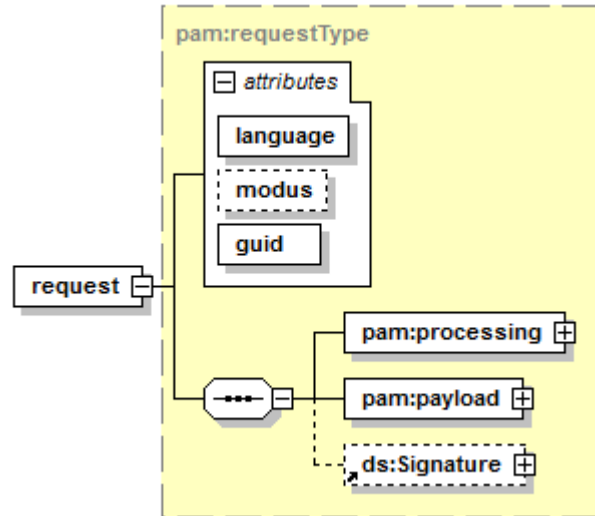 pam:requestType
attributes
language
modus
guid
request
pam:processing
pam:payload
ds:Signature